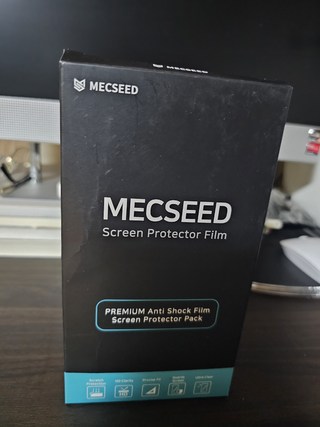 MECSEED
MECSEED
Screen Protector Film
PREMIUM Anti Shock Film
Screen Protector Pack